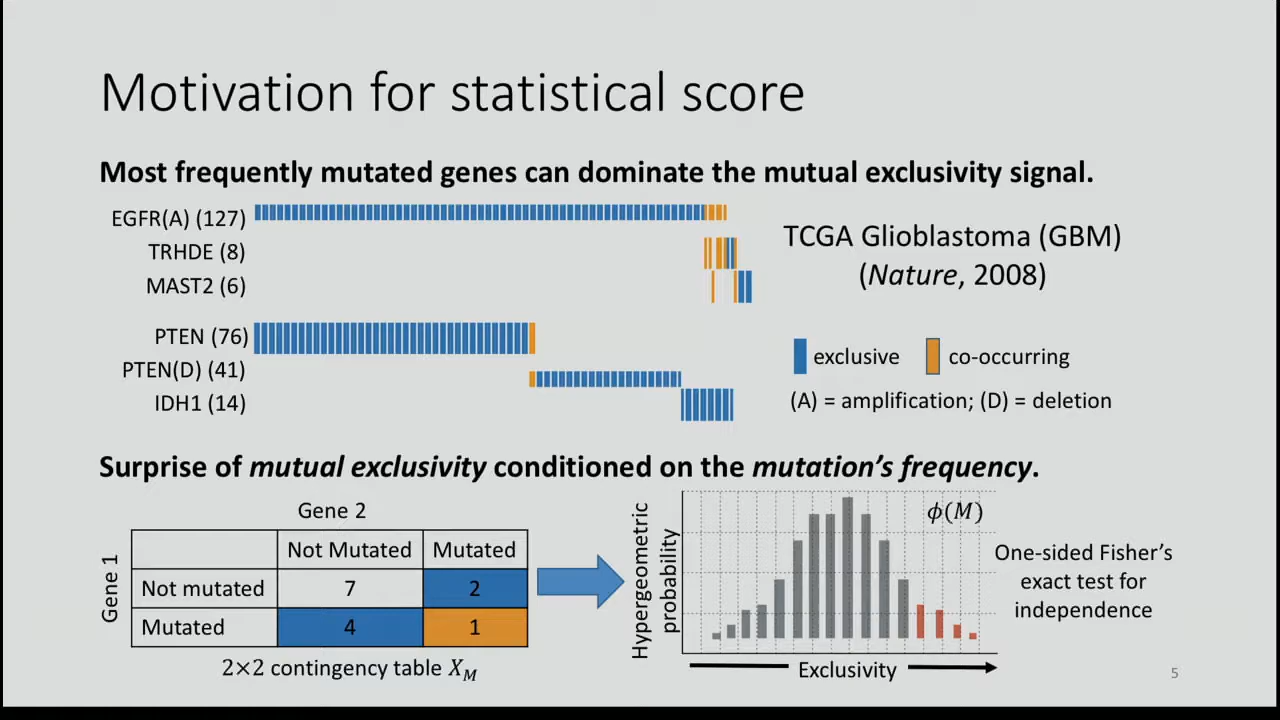 Motivation for statistical score
Most frequently mutated genes can dominate the mutual exclusivity signal.
EGFR(A) (127)
TRHDE (8)
MAST2 (6)
TCGA Glioblastoma (GBM)
(Nature, 2008)
PTEN (76)
PTEN(D) (41)
IDH1 (14)
exclusive
co-occurring
(A) = amplification; (D) = deletion
Surprise of mutual exclusivity conditioned on the mutation’s frequency.
Gene 2
Gene 1
Not Mutated Mutated
Not mutated 7 2
Mutated 4 1
2×2 contingency table X_M
Hypergeometric
probability
ϕ(M)
Exclusivity
One-sided Fisher’s
exact test for
independence
5